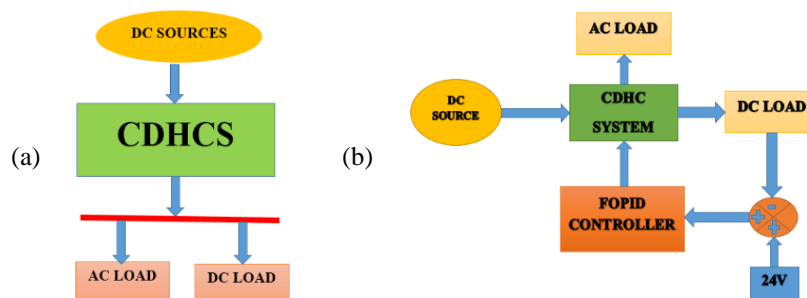 (a)
DC SOURCES
CDHCS
AC LOAD
DC LOAD
(b)
AC LOAD
DC
SOURCE
CDHC
SYSTEM
DC LOAD
FOPID
CONTROLLER
-
+
+
24V